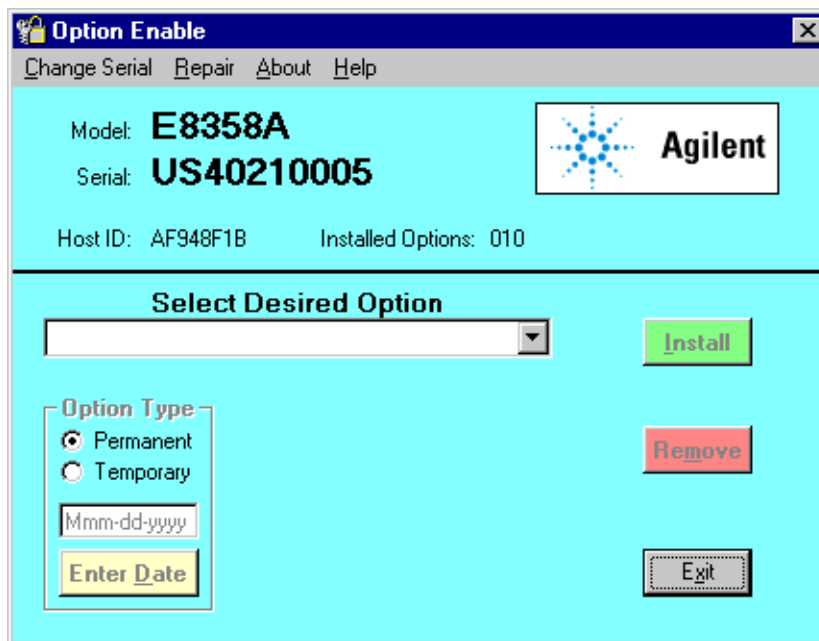 Option Enable
Change Serial Repair About Help
Model: E8358A
Serial: US40210005
Agilent
Host ID: AF948F1B Installed Options: 010
Select Desired Option
Install
Option Type
Permanent
Temporary
Remove
Mmm-dd-yyyy
Enter Date
Exit